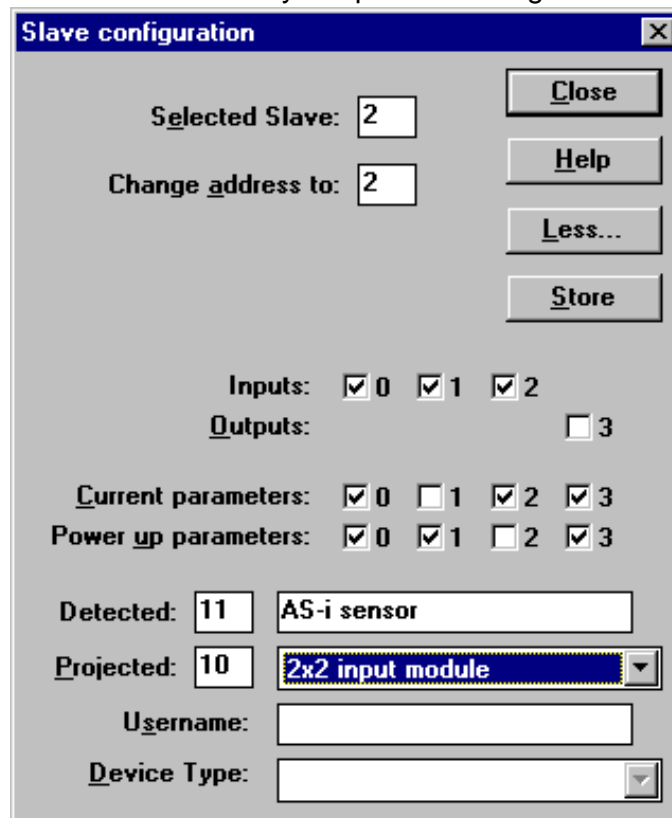 Slave configuration
Selected Slave: 2
Close
Change address to: 2
Help
Less...
Store
Inputs: 0 1 2
Outputs: 3
Current parameters: 0 1 2 3
Power up parameters: 0 1 2 3
Detected: 11 AS-i sensor
Projected: 10 2x2 input module
Username:
Device Type: